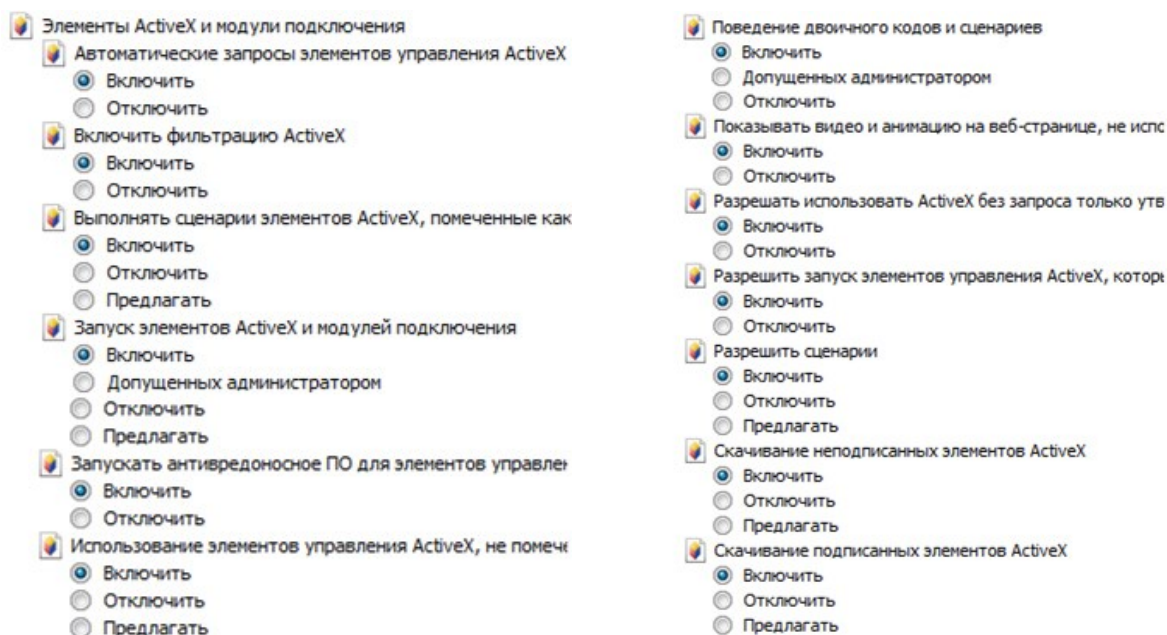 Элементы ActiveX и модули подключения
Автоматические запросы элементов управления ActiveX
Включить
Отключить
Включить фильтрацию ActiveX
Включить
Отключить
Выполнять сценарии элементов ActiveX, помеченные как
Включить
Отключить
Предлагать
Запуск элементов ActiveX и модулей подключения
Включить
Допущенных администратором
Отключить
Предлагать
Запускать антивредоносное ПО для элементов управлен
Включить
Отключить
Использование элементов управления ActiveX, не помече
Включить
Отключить
Предлагать
Поведение двоичного кодов и сценариев
Включить
Допущенных администратором
Отключить
Показывать видео и анимацию на веб-странице, не испо
Включить
Отключить
Разрешать использовать ActiveX без запроса только утв
Включить
Отключить
Разрешить запуск элементов управления ActiveX, которы
Включить
Отключить
Разрешить сценарии
Включить
Отключить
Предлагать
Скачивание неподписанных элементов ActiveX
Включить
Отключить
Предлагать
Скачивание подписанных элементов ActiveX
Включить
Отключить
Предлагать